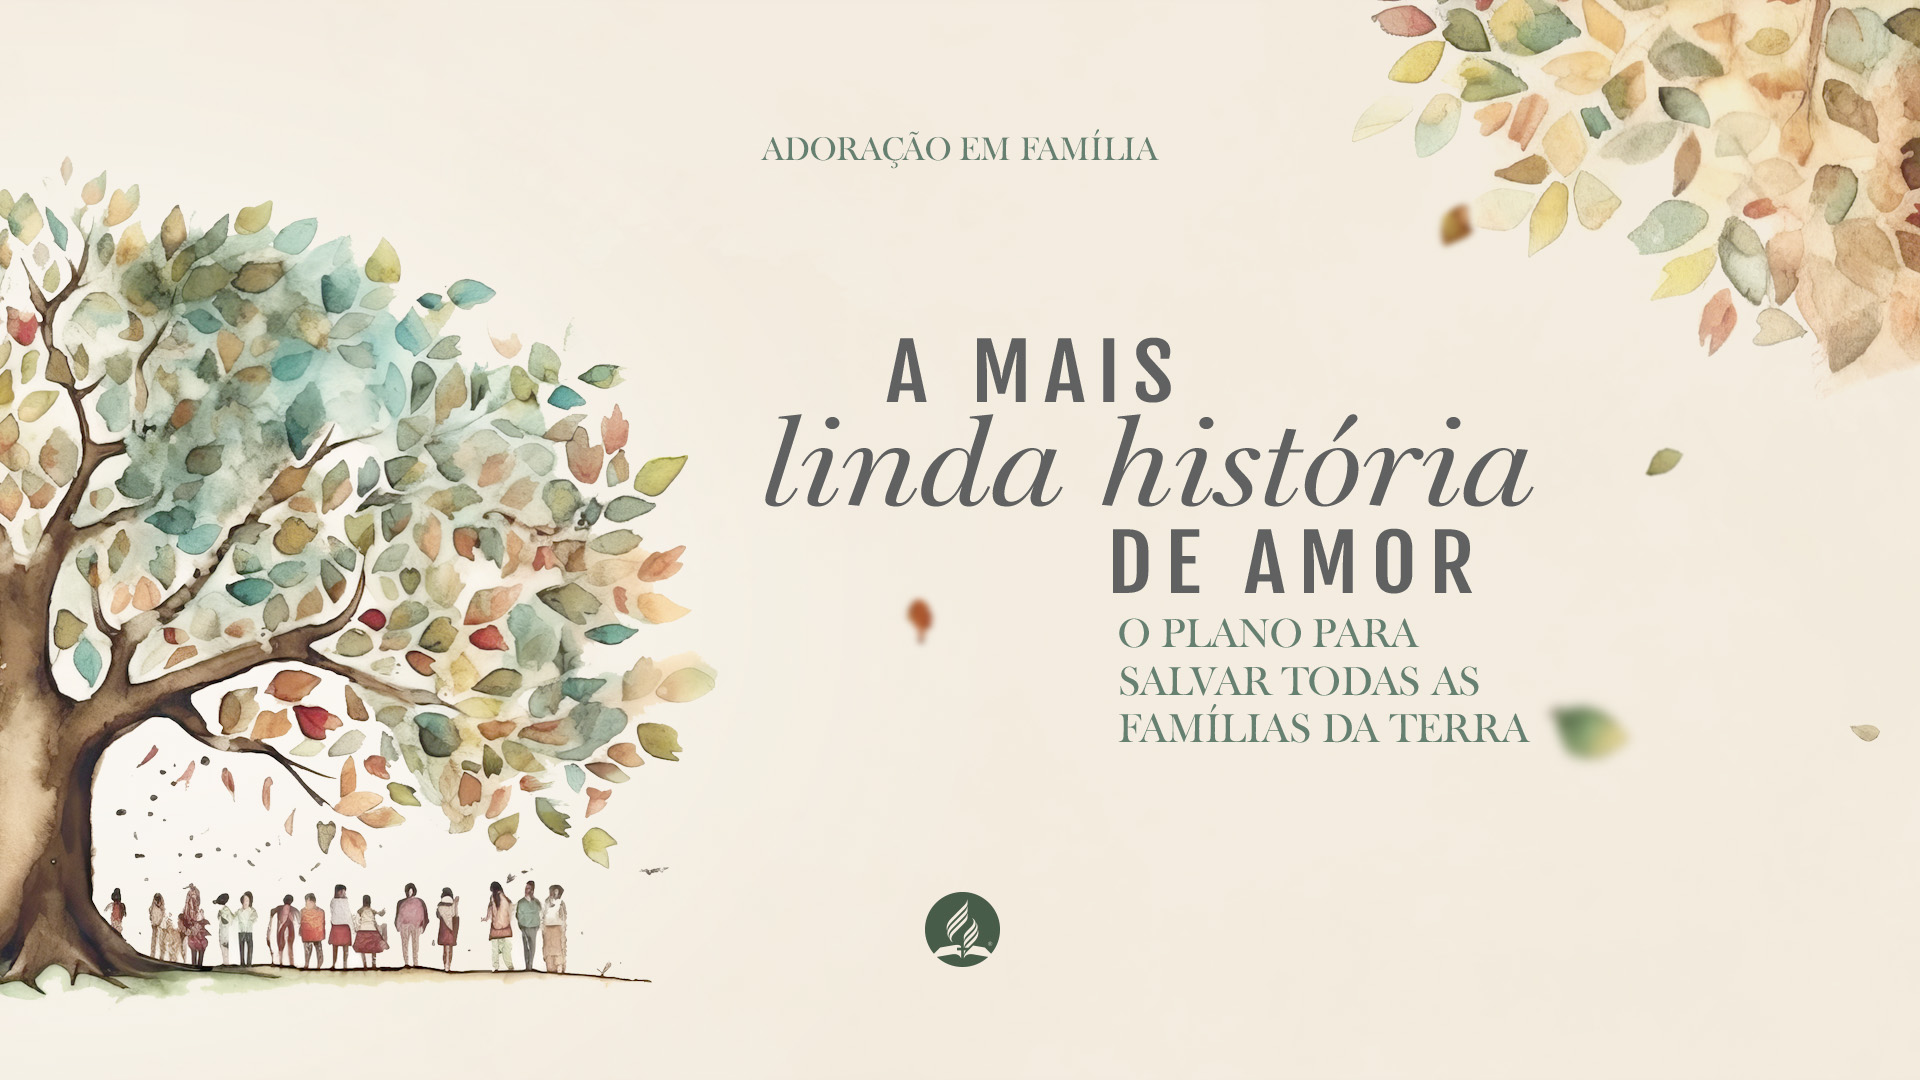 ADORAÇÃO EM FAMÍLIA
A MAIS
linda história
DE AMOR
O PLANO PARA
SALVAR TODAS AS
FAMÍLIAS DA TERRA